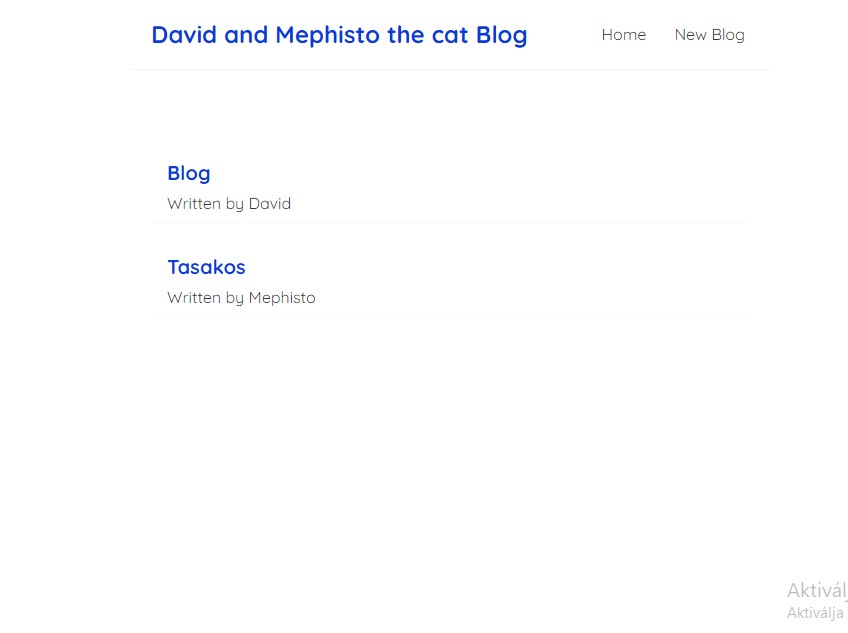 David and Mephisto the cat Blog Home New Blog
Blog
Written by David
Tasakos
Written by Mephisto
Aktivál
Aktiválja